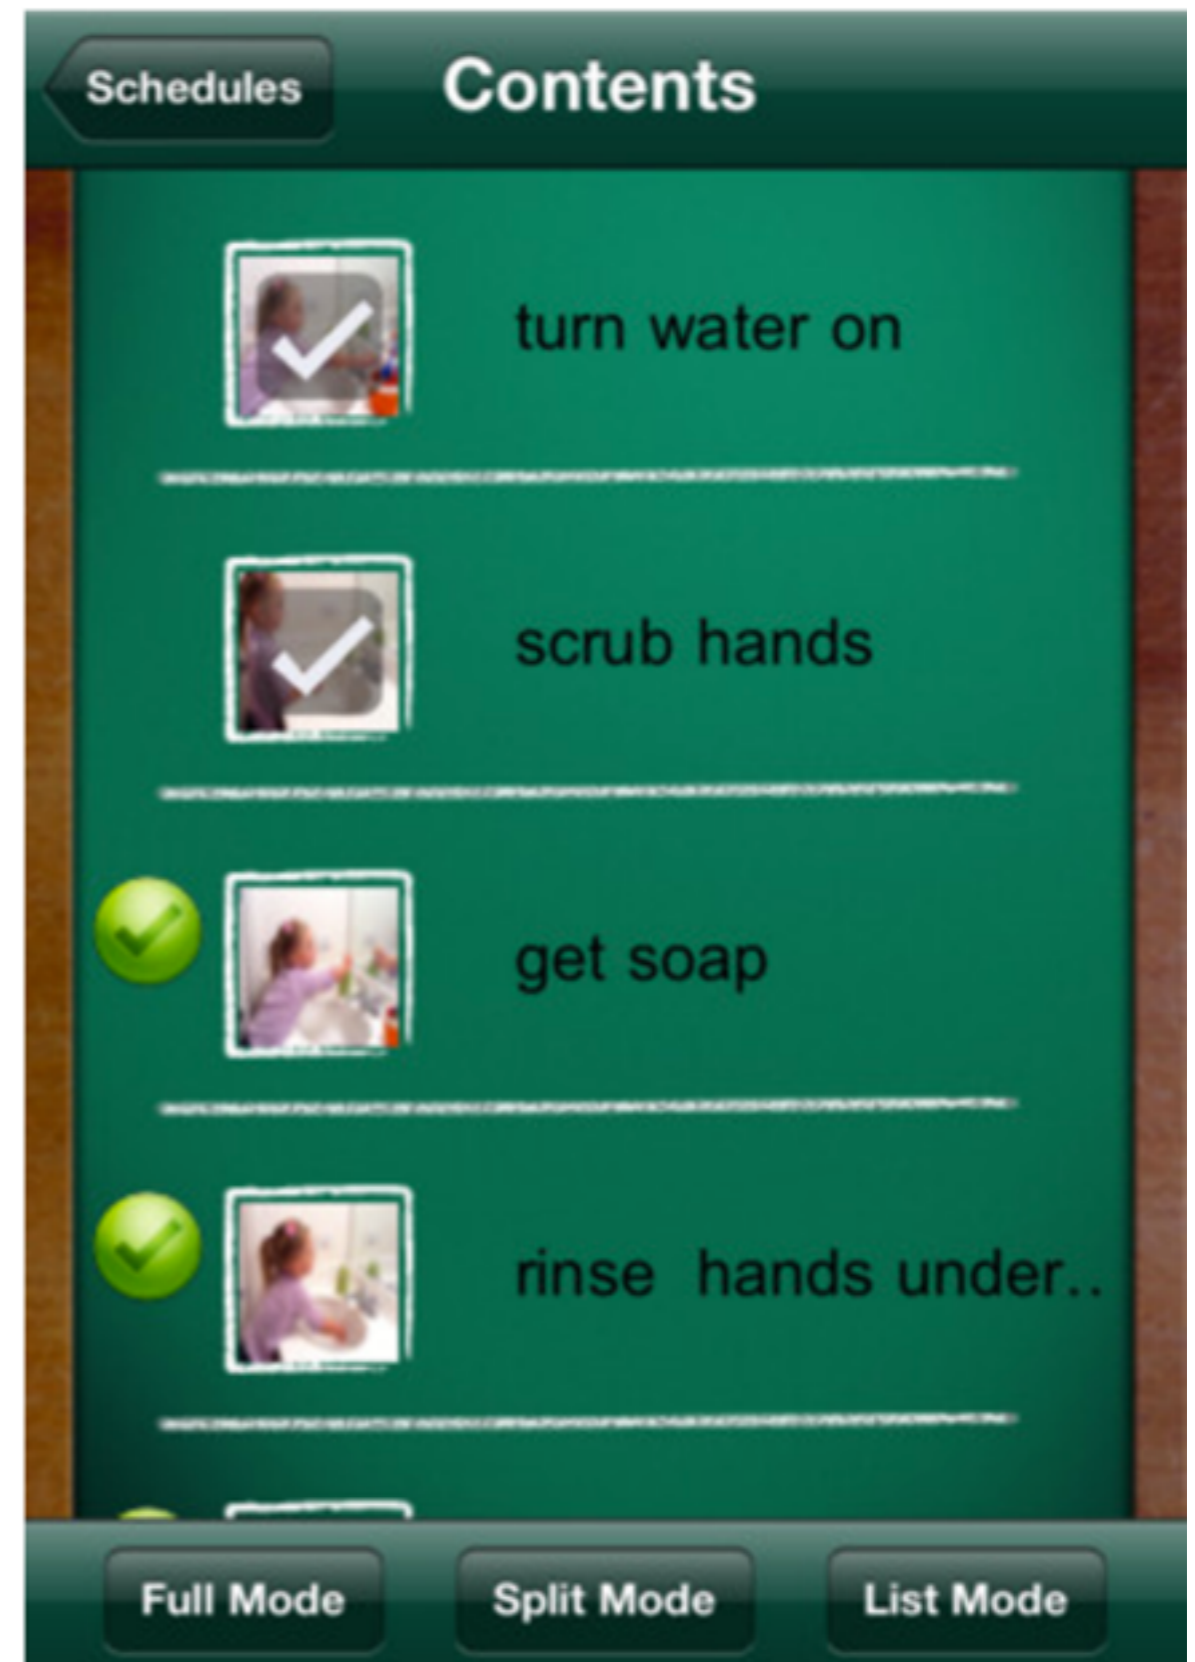 Schedules
Contents
turn water on
scrub hands
get soap
rinse  hands under..
Full Mode
Split Mode
List Mode